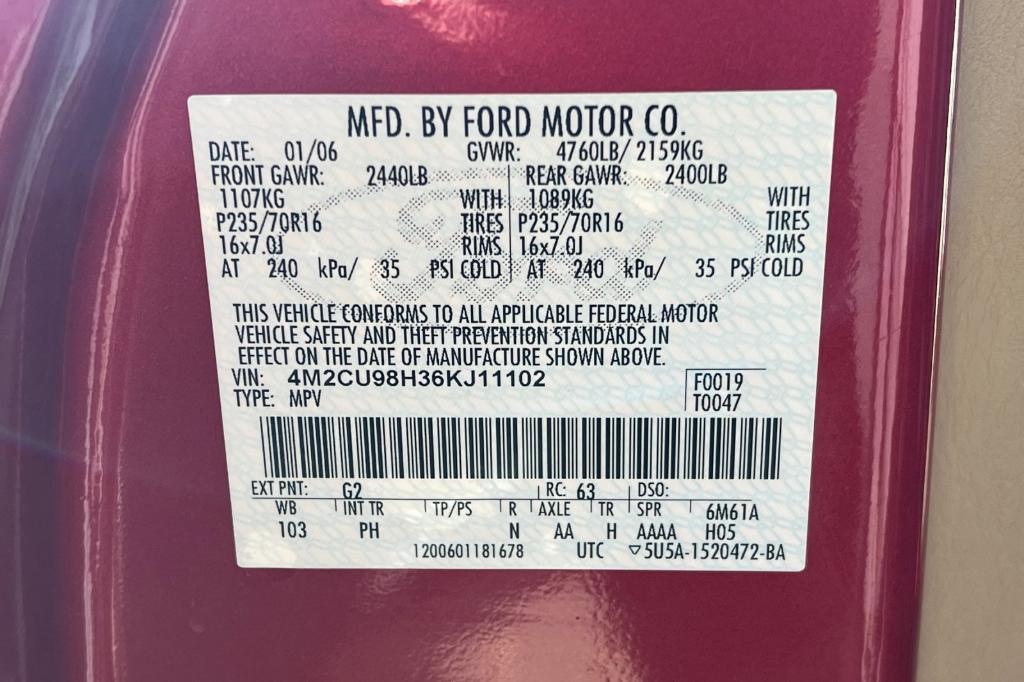 MFD. BY FORD MOTOR CO.
DATE: 01/06 GVWR: 4760LB/ 2159KG
FRONT GAWR: 2440LB REAR GAWR: 2400LB
1107KG WITH 1089KG WITH
P235/70R16 TIRES P235/70R16 TIRES
16x7.0J RIMS 16x7.0J RIMS
AT 240 kPa/ 35 PSI COLD AT 240 kPa/ 35 PSI COLD
Ford
THIS VEHICLE CONFORMS TO ALL APPLICABLE FEDERAL MOTOR
VEHICLE SAFETY AND THEFT PREVENTION STANDARDS IN
EFFECT ON THE DATE OF MANUFACTURE SHOWN ABOVE.
VIN: 4M2CU98H36KJ11102 F0019
TYPE: MPV T0047
EXT PNT: G2 RC: 63 DSO:
WB INT TR TP/PS R AXLE TR SPR 6M61A
103 PH N AA H AAAA H05
1200601181678 UTC ▽5U5A-1520472-BA